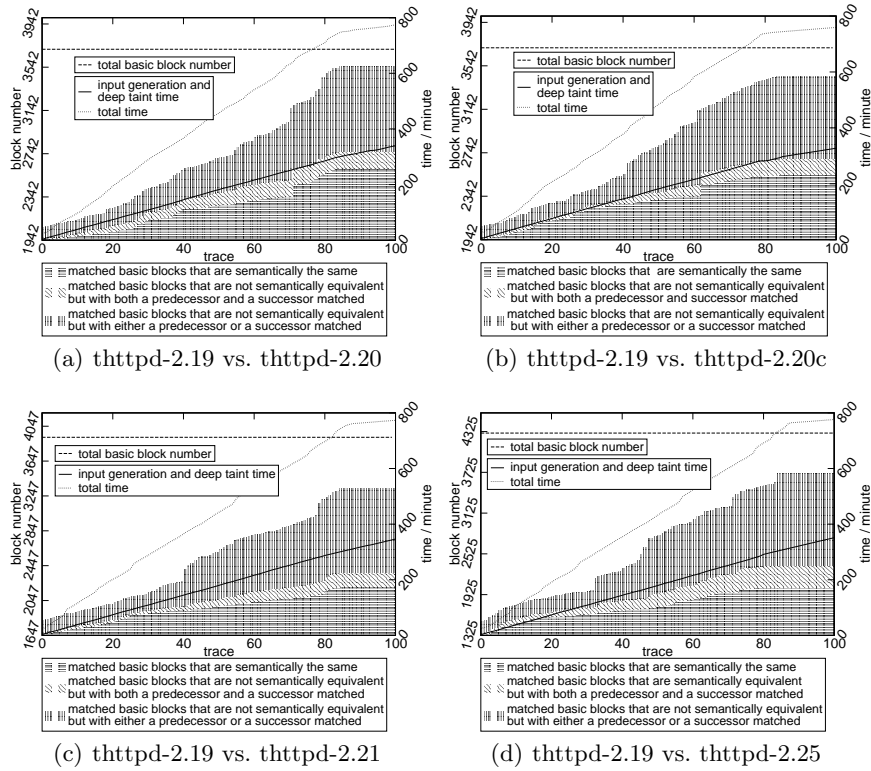 block number
3942
3542
3142
2742
2342
1942
total basic block number
input generation and
deep taint time
total time
800
600
400
200
00
time / minute
0
20
40
60
80
100
trace
matched basic blocks that are semantically the same
matched basic blocks that are not semantically equivalent
but with both a predecessor and a successor matched
matched basic blocks that are not semantically equivalent
but with either a predecessor or a successor matched
(a) thttpd-2.19 vs. thttpd-2.20
block number
3942
3542
3142
2742
2342
1942
total basic block number
input generation and
deep taint time
total time
800
600
400
200
00
time / minute
0
20
40
60
80
100
trace
matched basic blocks that are semantically the same
matched basic blocks that are not semantically equivalent
but with both a predecessor and successor matched
matched basic blocks that are not semantically equivalent
but with either a predecessor or a successor matched
(b) thttpd-2.19 vs. thttpd-2.20c
block number
4047
3647
3247
2847
2447
2047
1647
total basic block number
input generation and deep taint time
total time
800
600
400
200
00
time / minute
0
20
40
60
80
100
trace
matched basic blocks that are semantically the same
matched basic blocks that are not semantically equivalent
but with both a predecessor and a successor matched
matched basic blocks that are not semantically equivalent
but with either a predecessor or a successor matched
(c) thttpd-2.19 vs. thttpd-2.21
block number
4325
3725
3125
2525
1925
1325
total basic block number
input generation and deep taint time
total time
800
600
400
200
00
time / minute
0
20
40
60
80
100
trace
matched basic blocks that are semantically the same
matched basic blocks that are semantically equivalent
but with both a predecessor and a successor matched
matched basic blocks that are not semantically equivalent
but with either a predecessor or a successor matched
(d) thttpd-2.19 vs. thttpd-2.25